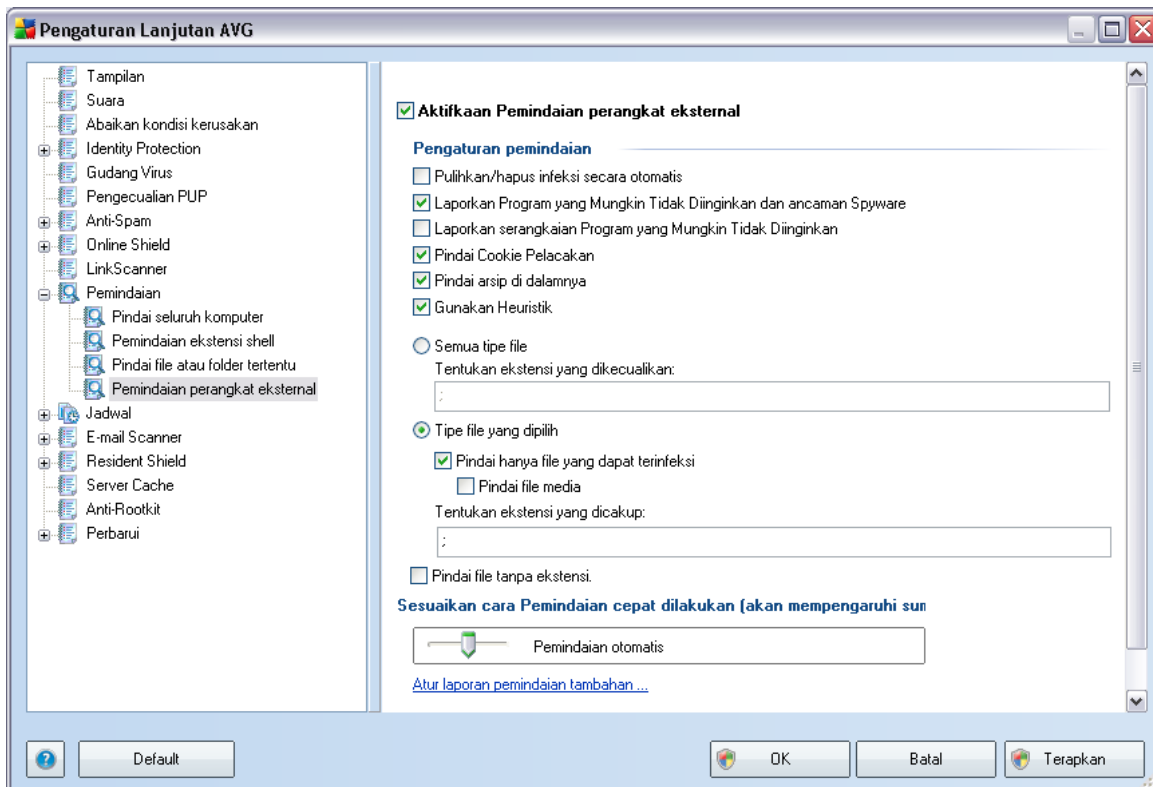 Pengaturan Lanjutan AVG
Tampilan
Suara
Abaikan kondisi kerusakan
Identity Protection
Gudang Virus
Pengecualian PUP
Anti-Spam
Online Shield
LinkScanner
Pemindaian
Pindai seluruh komputer
Pemindaian ekstensi shell
Pindai file atau folder tertentu
Pemindaian perangkat eksternal
Jadwal
E-mail Scanner
Resident Shield
Server Cache
Anti-Rootkit
Perbarui
Aktifkaan Pemindaian perangkat eksternal
Pengaturan pemindaian
Pulihkan/hapus infeksi secara otomatis
Laporkan Program yang Mungkin Tidak Diinginkan dan ancaman Spyware
Laporkan serangkaian Program yang Mungkin Tidak Diinginkan
Pindai Cookie Pelacakan
Pindai arsip di dalamnya
Gunakan Heuristik
Semua tipe file
Tentukan ekstensi yang dikecualikan:
;
Tipe file yang dipilih
Pindai hanya file yang dapat terinfeksi
Pindai file media
Tentukan ekstensi yang dicakup:
;
Pindai file tanpa ekstensi.
Sesuaikan cara Pemindaian cepat dilakukan (akan mempengaruhi sun
Pemindaian otomatis
Atur laporan pemindaian tambahan ...
? Default OK Batal Terapkan